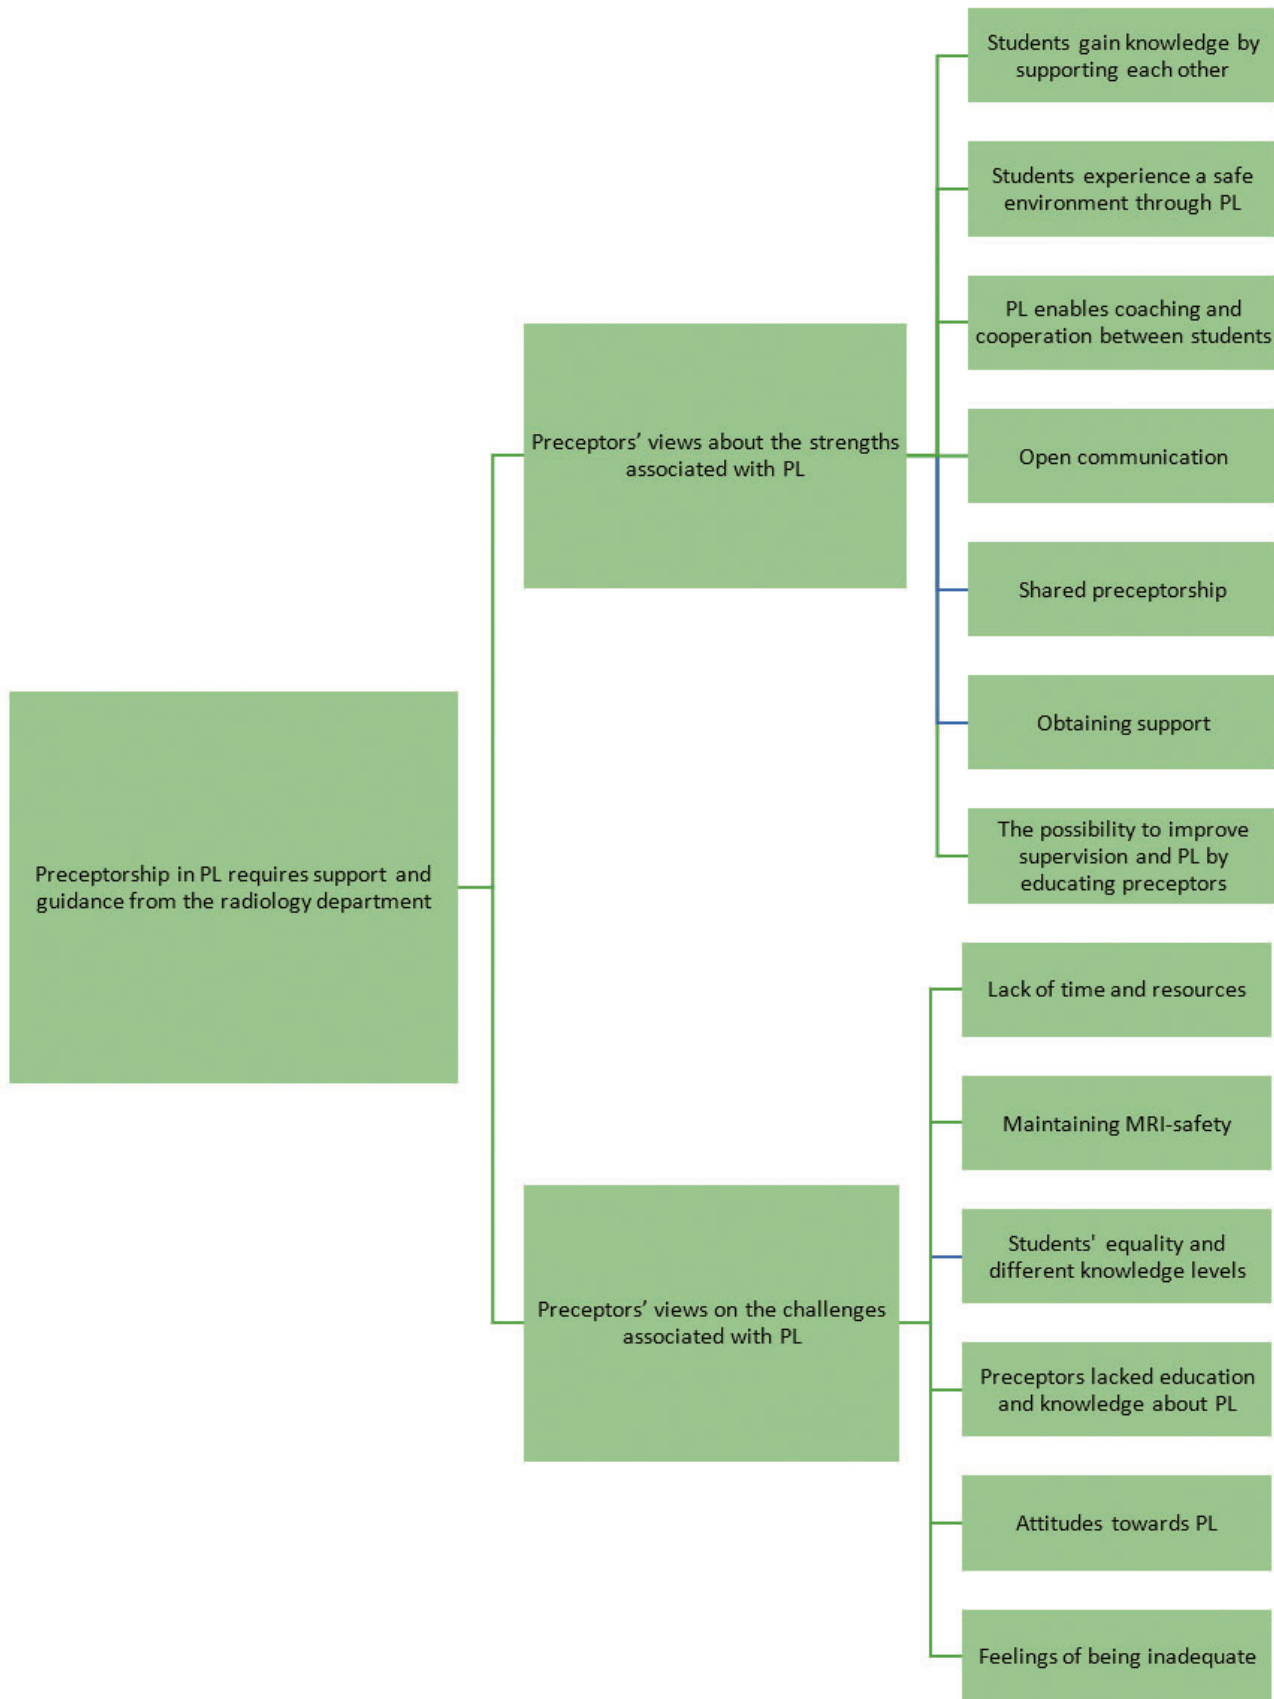 Preceptorship in PL requires support and
guidance from the radiology department
Preceptors’ views about the strengths
associated with PL
Students gain knowledge by
supporting each other
Students experience a safe
environment through PL
PL enables coaching and
cooperation between students
Open communication
Shared preceptorship
Obtaining support
The possibility to improve
supervision and PL by
educating preceptors
Preceptors’ views on the challenges
associated with PL
Lack of time and resources
Maintaining MRI-safety
Students' equality and
different knowledge levels
Preceptors lacked education
and knowledge about PL
Attitudes towards PL
Feelings of being inadequate